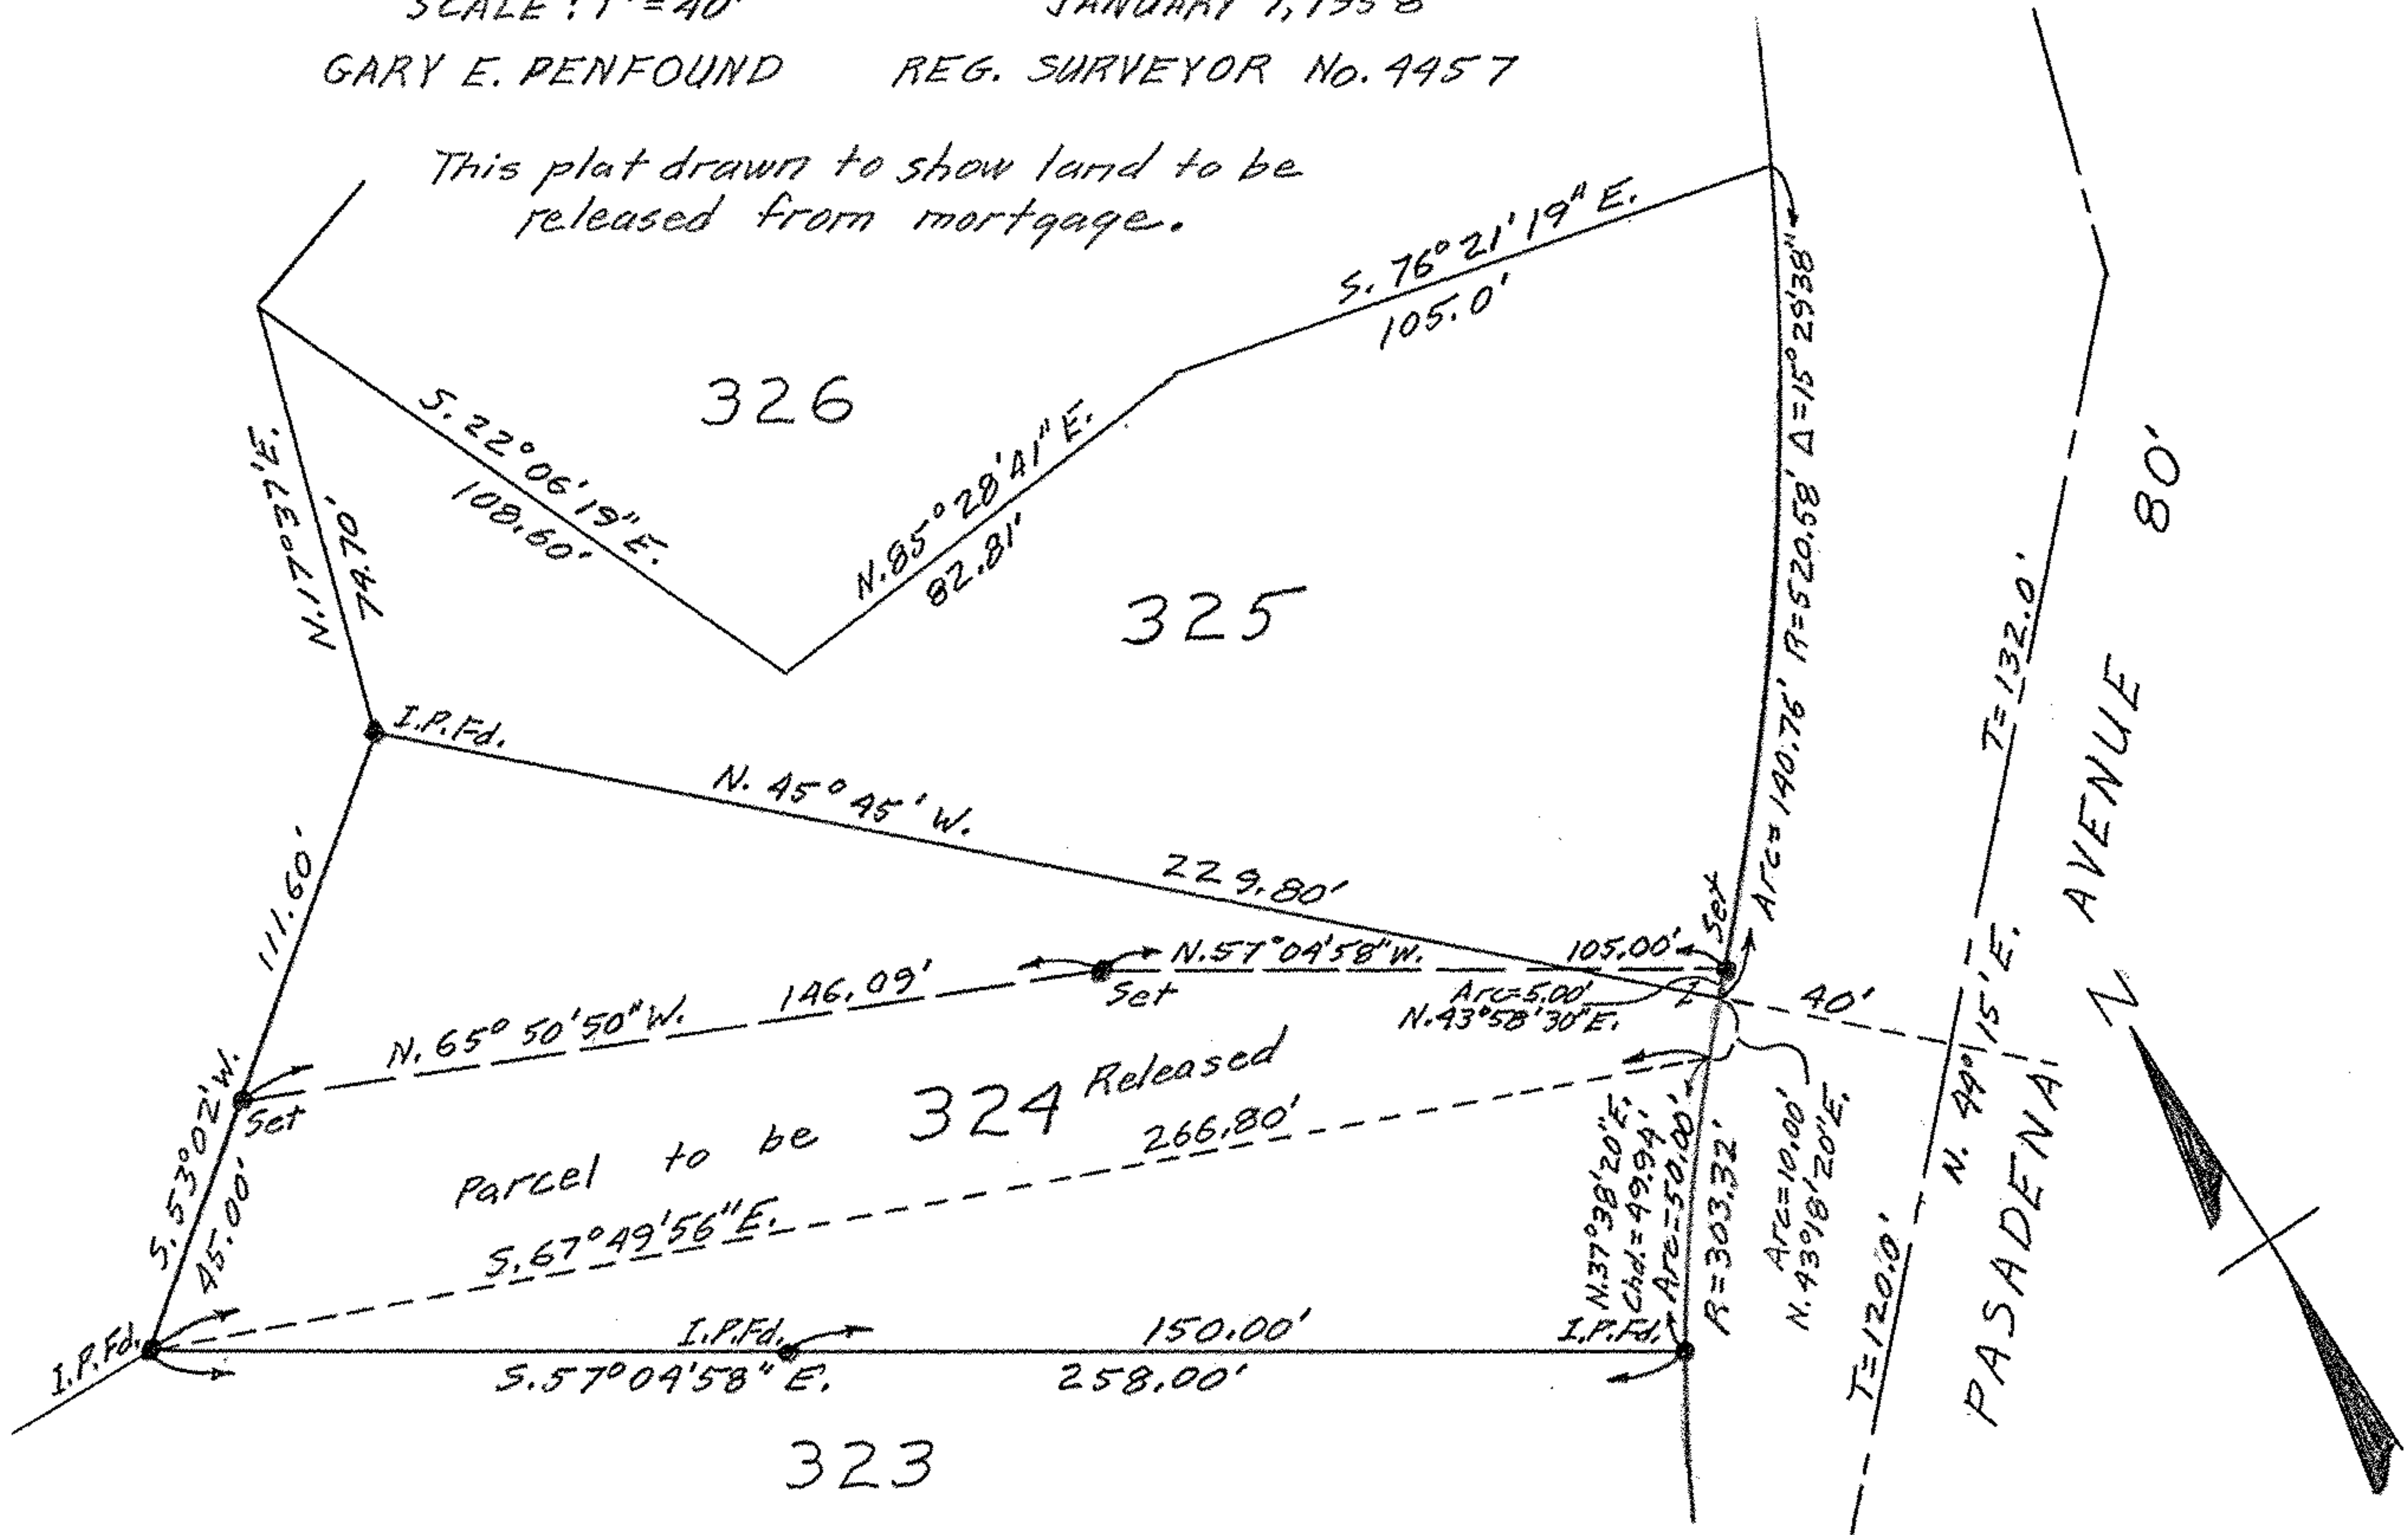 SCALE : 1" = 40'
JANUARY 7, 1958
GARY E. PENFOUND
REG. SURVEYOR No. 4457
This plat drawn to show land to be
released from mortgage.
S. 76° 21' 19" E.
105.0'
326
S. 22° 06' 19" E.
108.60'
N. 17° 37' E.
74.70'
N. 85° 28' 41" E.
82.81'
325
Arc = 140.76' R = 520.58' Δ = 15° 29' 38"
T = 132.0'
80'
I.P.Fd.
N. 45° 45' W.
229.80'
111.60'
Set
N. 57° 04' 58" W.
105.00'
Set
Arc = 5.00'
N. 43° 58' 30" E.
40'
N. 65° 50' 50" W.
146.09'
Set
S. 53° 02' W.
45.00'
Parcel to be
324
Released
266.80'
S. 67° 49' 56" E.
N. 37° 38' 20" E.
Chd. = 49.94'
Arc = 50.00'
R = 303.32'
Arc = 10.00'
N. 43° 18' 20" E.
N. 44° 15' E.
T = 120.0'
PASADENA AVENUE
N
I.P.Fd.
I.P.Fd.
150.00'
I.P.Fd.
S. 57° 04' 58" E.
258.00'
323